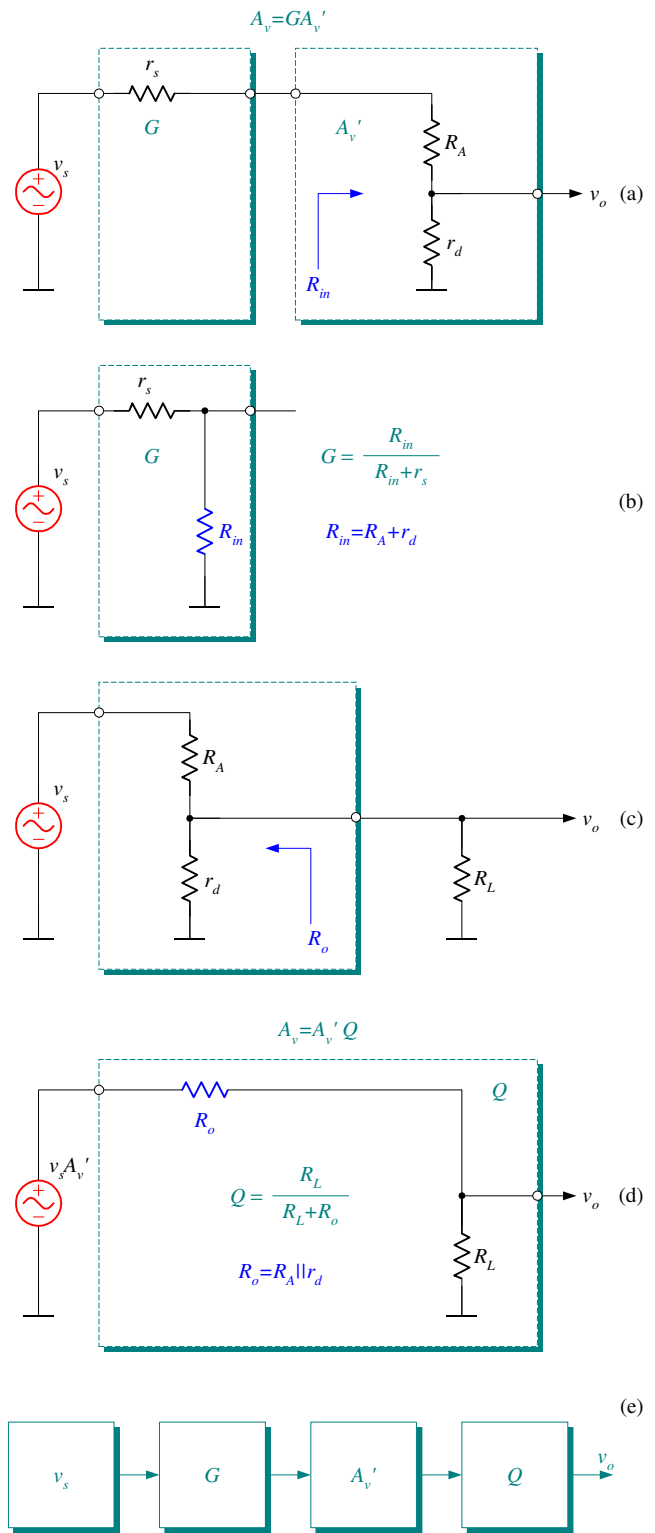 A_v=GA_v'
r_s
G
A_v'
R_A
v_s
+
−
v_o (a)
r_d
R_in
r_s
G
v_s
+
−
G = R_in / R_in+r_s
(b)
R_in
R_in=R_A+r_d
R_A
v_s
+
−
v_o (c)
r_d
R_L
R_o
A_v=A_v'Q
Q
R_o
v_sA_v'
+
−
Q = R_L / R_L+R_o
v_o (d)
R_L
R_o=R_A||r_d
(e)
v_s G A_v' Q v_o